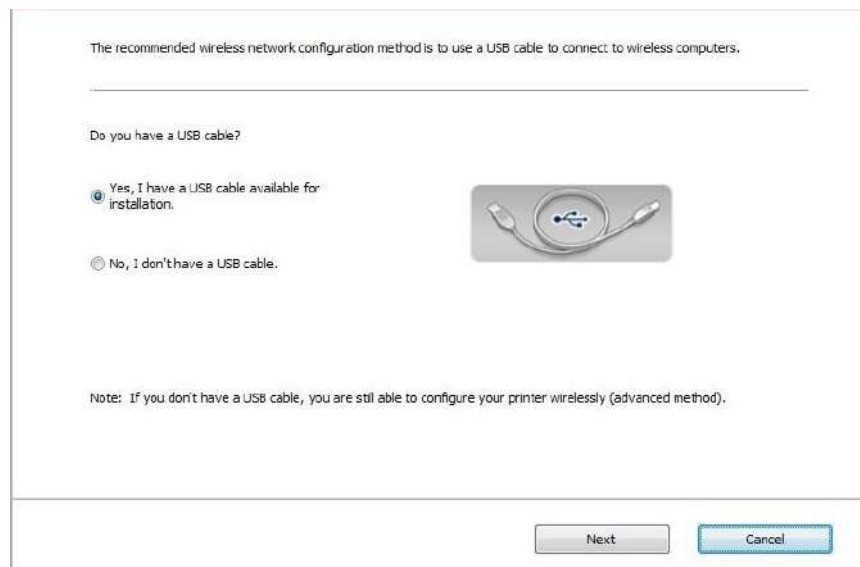 The recommended wireless network configuration method is to use a USB cable to connect to wireless computers.
Do you have a USB cable?
Yes, I have a USB cable available for
installation.
No, I don't have a USB cable.
Note: If you don't have a USB cable, you are still able to configure your printer wirelessly (advanced method).
Next
Cancel